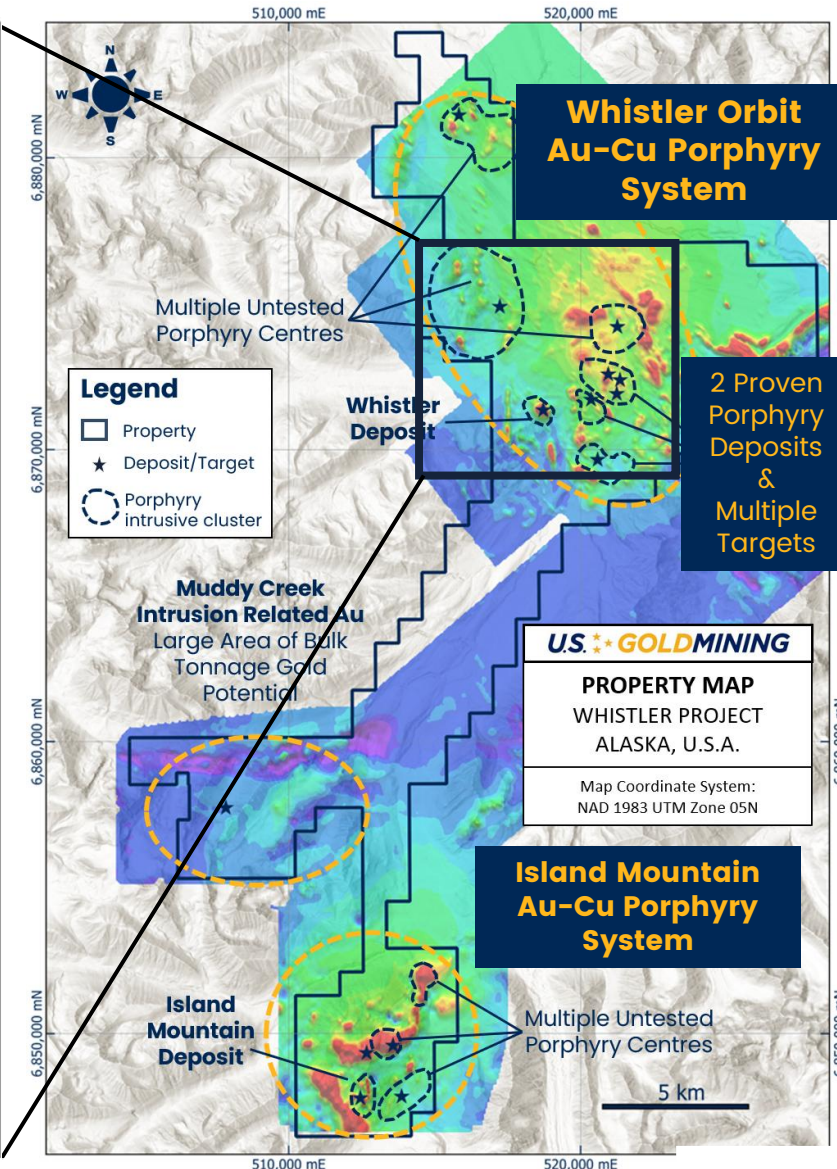 510,000 mE
520,000 mE
N
W
E
S
6,880,000 mN
Whistler Orbit
Au-Cu Porphyry
System
Multiple Untested
Porphyry Centres
Legend
Property
Deposit/Target
Porphyry
intrusive cluster
Whistler
Deposit
2 Proven
Porphyry
Deposits
&
Multiple
Targets
6,870,000 mN
Muddy Creek
Intrusion Related Au
Large Area of Bulk
Tonnage Gold
Potential
U.S. GOLDMINING
PROPERTY MAP
WHISTLER PROJECT
ALASKA, U.S.A.
Map Coordinate System:
NAD 1983 UTM Zone 05N
6,860,000 mN
Island Mountain
Au-Cu Porphyry
System
Island
Mountain
Deposit
Multiple Untested
Porphyry Centres
6,850,000 mN
5 km
510,000 mE
520,000 mE